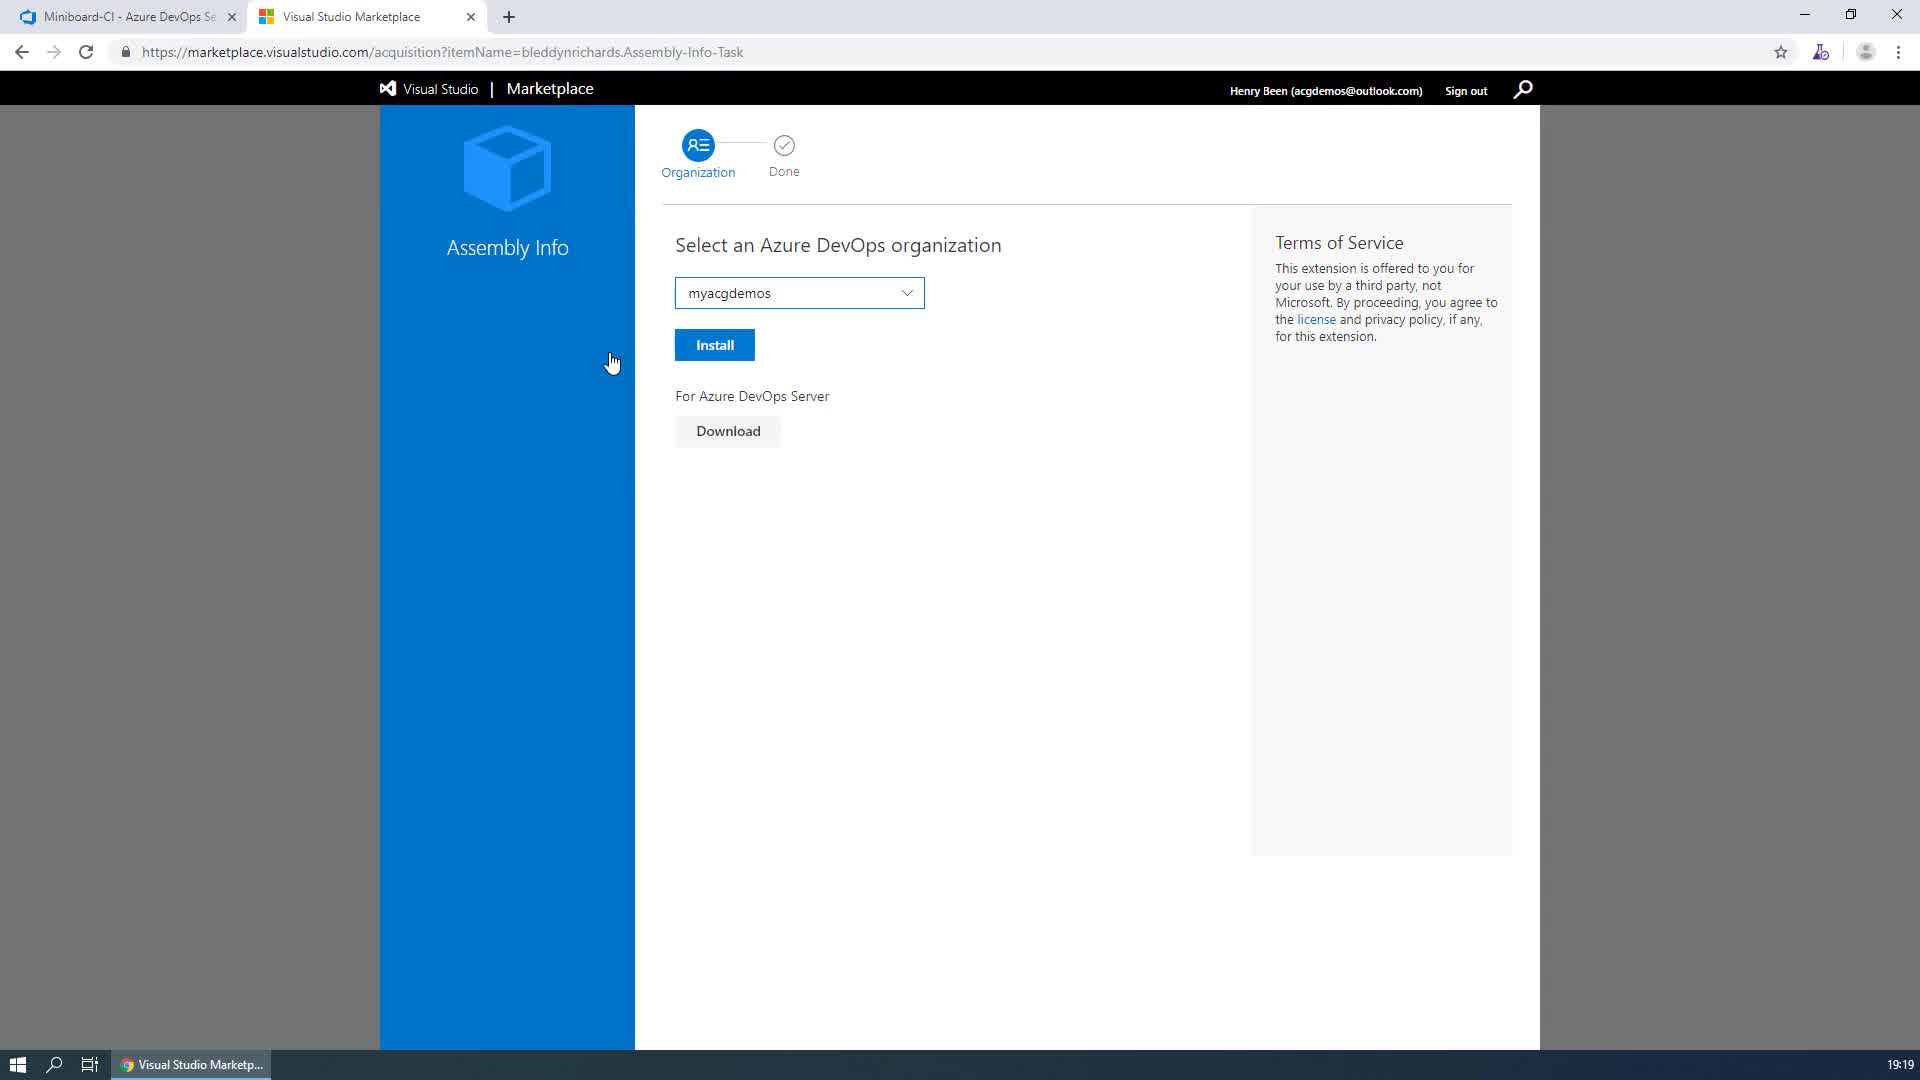 Miniboard-CI - Azure DevOps Se
Visual Studio Marketplace
https://marketplace.visualstudio.com/acquisition?itemName=bleddynrichards.Assembly-Info-Task
Visual Studio | Marketplace
Henry Been (acgdemos@outlook.com)
Sign out
Assembly Info
Organization
Done
Select an Azure DevOps organization
myacgdemos
Install
For Azure DevOps Server
Download
Terms of Service
This extension is offered to you for
your use by a third party, not
Microsoft. By proceeding, you agree to
the license and privacy policy, if any,
for this extension.
Visual Studio Marketp...
19:19